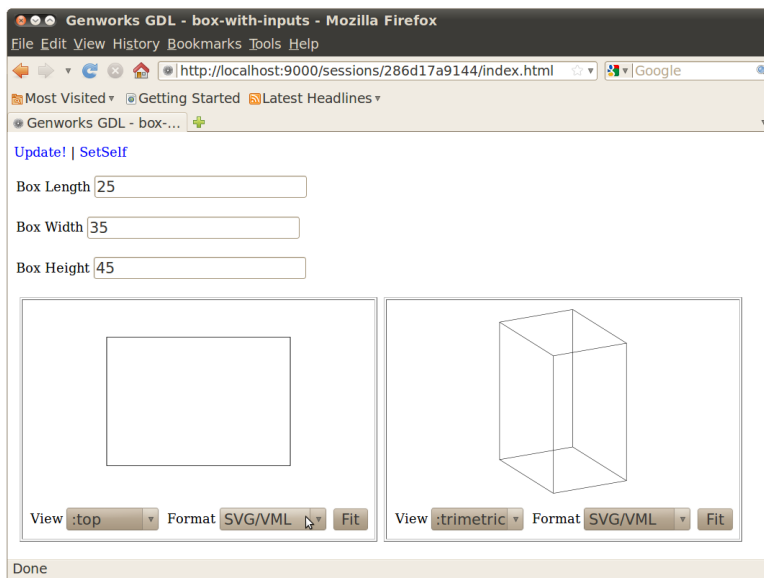 Genworks GDL - box-with-inputs - Mozilla Firefox
File Edit View History Bookmarks Tools Help
http://localhost:9000/sessions/286d17a9144/index.html Google
Most Visited Getting Started Latest Headlines
Genworks GDL - box-...
Update! | SetSelf
Box Length 25
Box Width 35
Box Height 45
View :top Format SVG/VML Fit View :trimetric Format SVG/VML Fit
Done